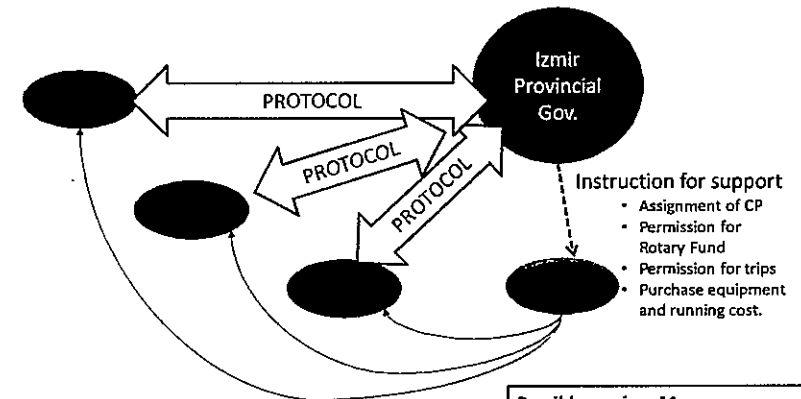 Izmir
Provincial
Gov.
PROTOCOL
PROTOCOL
PROTOCOL
Instruction for support
• Assignment of CP
• Permission for
Rotary Fund
• Permission for trips
• Purchase equipment
and running cost.